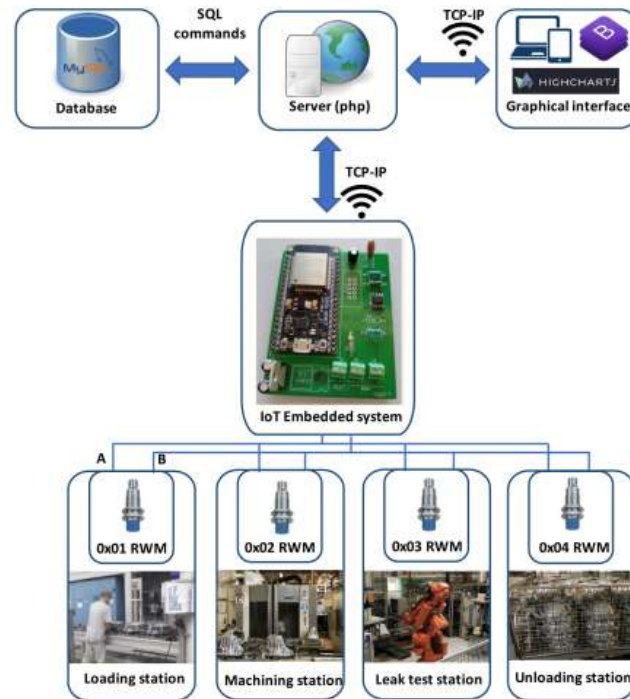 SQL
commands
TCP-IP
MySQL
HIGHCHARTS
Database
Server (php)
Graphical interface
TCP-IP
IoT Embedded system
A
B
0x01 RWM
0x02 RWM
0x03 RWM
0x04 RWM
Loading station
Machining station
Leak test station
Unloading station